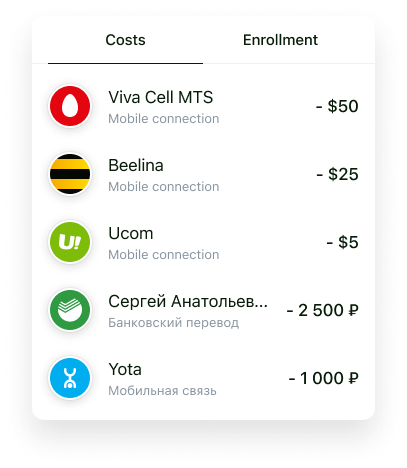 Costs Enrollment
Viva Cell MTS
- $50
Mobile connection
Beelina
- $25
Mobile connection
U!
Ucom
- $5
Mobile connection
Сергей Анатольев...
- 2 500 ₽
Банковский перевод
Yota
- 1 000 ₽
Мобильная связь